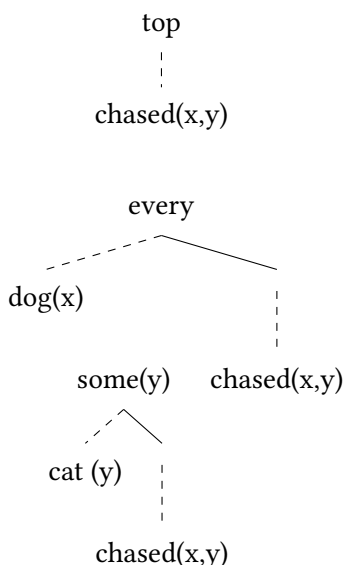 top
chased(x,y)
every
dog(x)
some(y) chased(x,y)
cat (y)
chased(x,y)